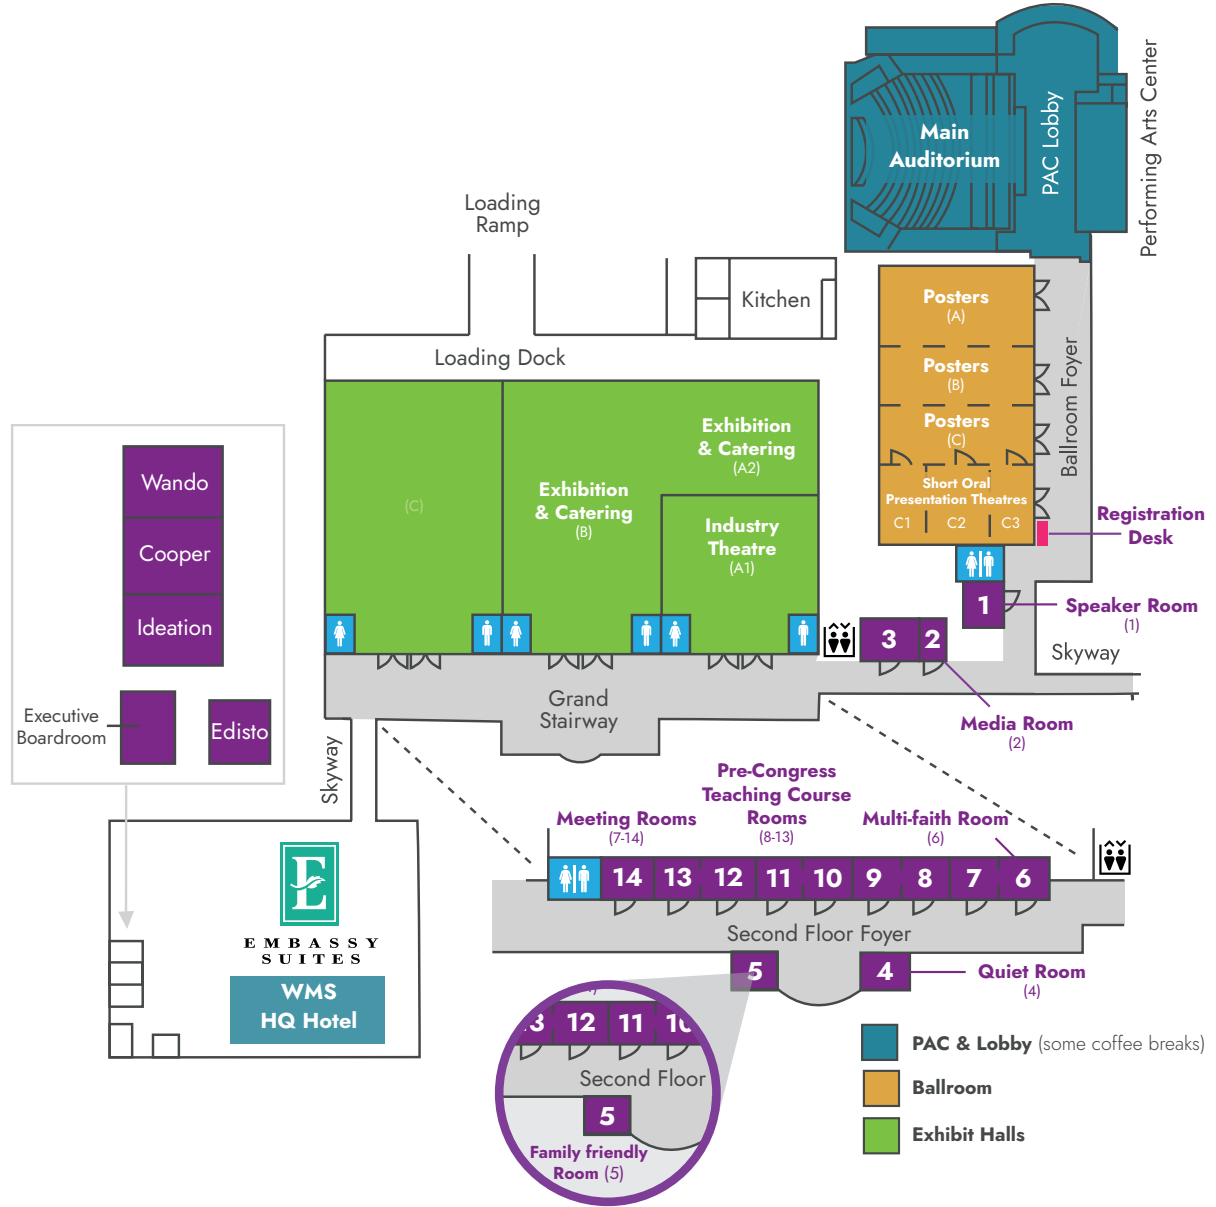 Main
Auditorium
PAC Lobby
Performing Arts Center
Loading
Ramp
Kitchen
Loading Dock
Posters
(A)
Posters
(B)
Posters
(C)
Short Oral
Presentation Theatres
C1
C2
C3
Ballroom Foyer
Registration
Desk
(C)
Exhibition
& Catering
(B)
Exhibition
& Catering
(A2)
Industry
Theatre
(A1)
1
Speaker Room
(1)
3
2
Skyway
Media Room
(2)
Grand
Stairway
Wando
Cooper
Ideation
Executive
Boardroom
Edisto
Skyway
E
EMBASSY
SUITES
WMS
HQ Hotel
Meeting Rooms
(7-14)
Pre-Congress
Teaching Course
Rooms
(8-13)
Multi-faith Room
(6)
14
13
12
11
10
9
8
7
6
Second Floor Foyer
5
4
Quiet Room
(4)
12
11
Second Floor
5
Family friendly
Room (5)
PAC & Lobby (some coffee breaks)
Ballroom
Exhibit Halls